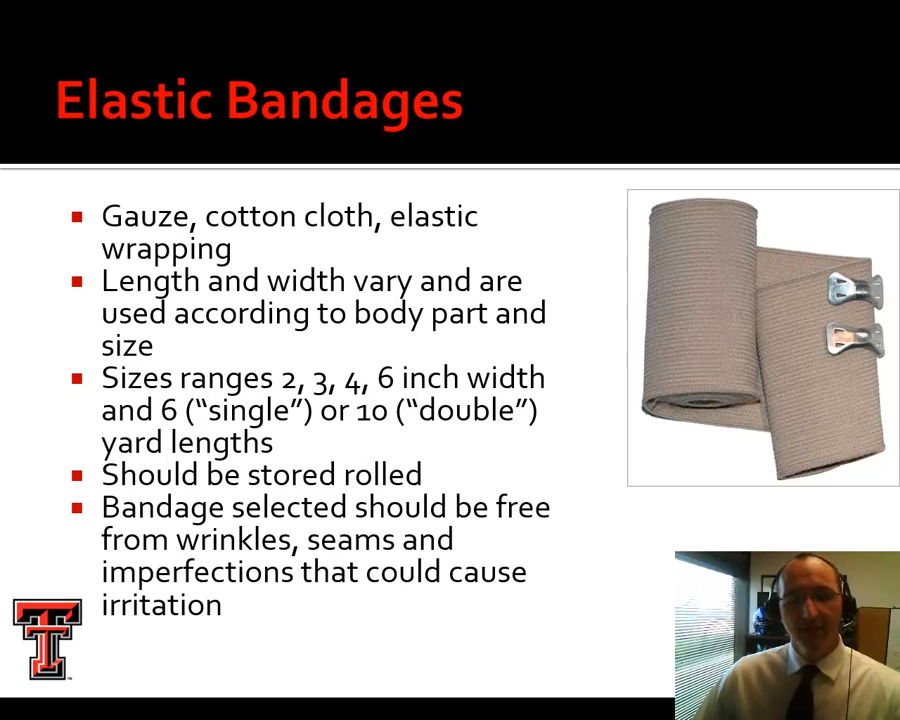 Elastic Bandages
Gauze, cotton cloth, elastic
wrapping
Length and width vary and are
used according to body part and
size
Sizes ranges 2, 3, 4, 6 inch width
and 6 (“single”) or 10 (“double”)
yard lengths
Should be stored rolled
Bandage selected should be free
from wrinkles, seams and
imperfections that could cause
irritation